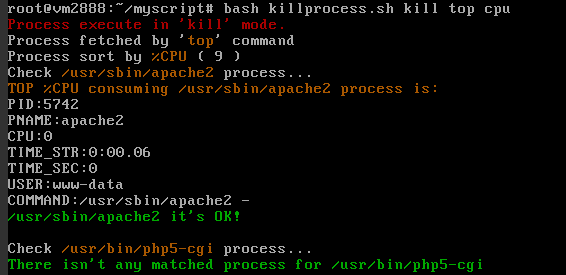 root@vm2888:~/myscript# bash killprocess.sh kill top cpu
Process execute in 'kill' mode.
Process fetched by 'top' command
Process sort by %CPU ( 9 )
Check /usr/sbin/apache2 process...
TOP %CPU consuming /usr/sbin/apache2 process is:
PID:5742
PNAME:apache2
CPU:0
TIME_STR:0:00.06
TIME_SEC:0
USER:www-data
COMMAND:/usr/sbin/apache2 -
/usr/sbin/apache2 it's OK!
Check /usr/bin/php5-cgi process...
There isn't any matched process for /usr/bin/php5-cgi